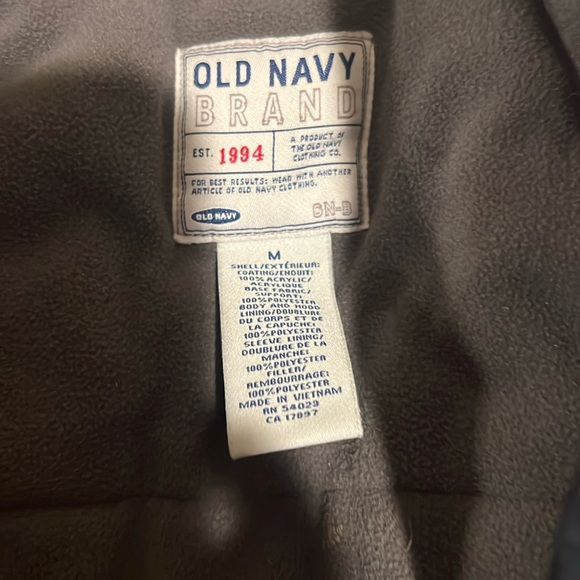 OLD NAVY
BRAND
EST. 1994
A PRODUCT OF
THE OLD NAVY
CLOTHING CO.
FOR BEST RESULTS: WEAR WITH ANOTHER
ARTICLE OF OLD NAVY CLOTHING.
OLD NAVY
ON-B
M
SHELL/EXTÉRIEUR:
COATING/ENDUIT:
100% ACRYLIC/
ACRYLIQUE
BASE FABRIC/
SUPPORT:
100%POLYESTER
BODY AND HOOD
LINING/DOUBLURE
DU CORPS ET DE
LA CAPUCHE:
100%POLYESTER
SLEEVE LINING/
DOUBLURE DE LA
MANCHE:
100%POLYESTER
FILLER/
REMBOURRAGE:
100%POLYESTER
MADE IN VIETNAM
RN 54023
CA 17897